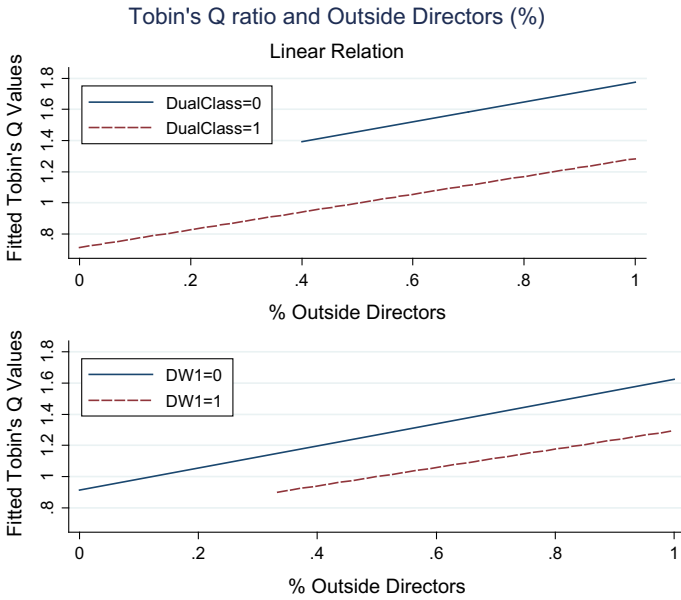 Tobin's Q ratio and Outside Directors (%)
Linear Relation
Fitted Tobin's Q Values
1.8
1.6
1.4
1.2
1
.8
DualClass=0
DualClass=1
0 .2 .4 .6 .8 1
% Outside Directors
Fitted Tobin's Q Values
1.8
1.6
1.4
1.2
1
.8
DW1=0
DW1=1
0 .2 .4 .6 .8 1
% Outside Directors